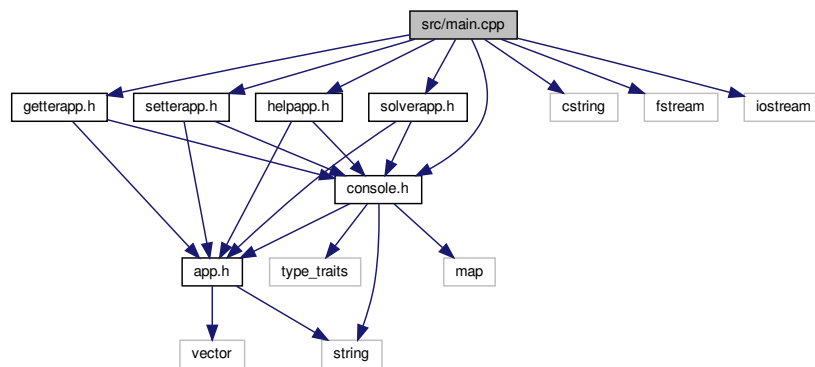 src/main.cpp
getterapp.h
setterapp.h
helpapp.h
solverapp.h
cstring
fstream
iostream
console.h
app.h
type_traits
map
vector
string